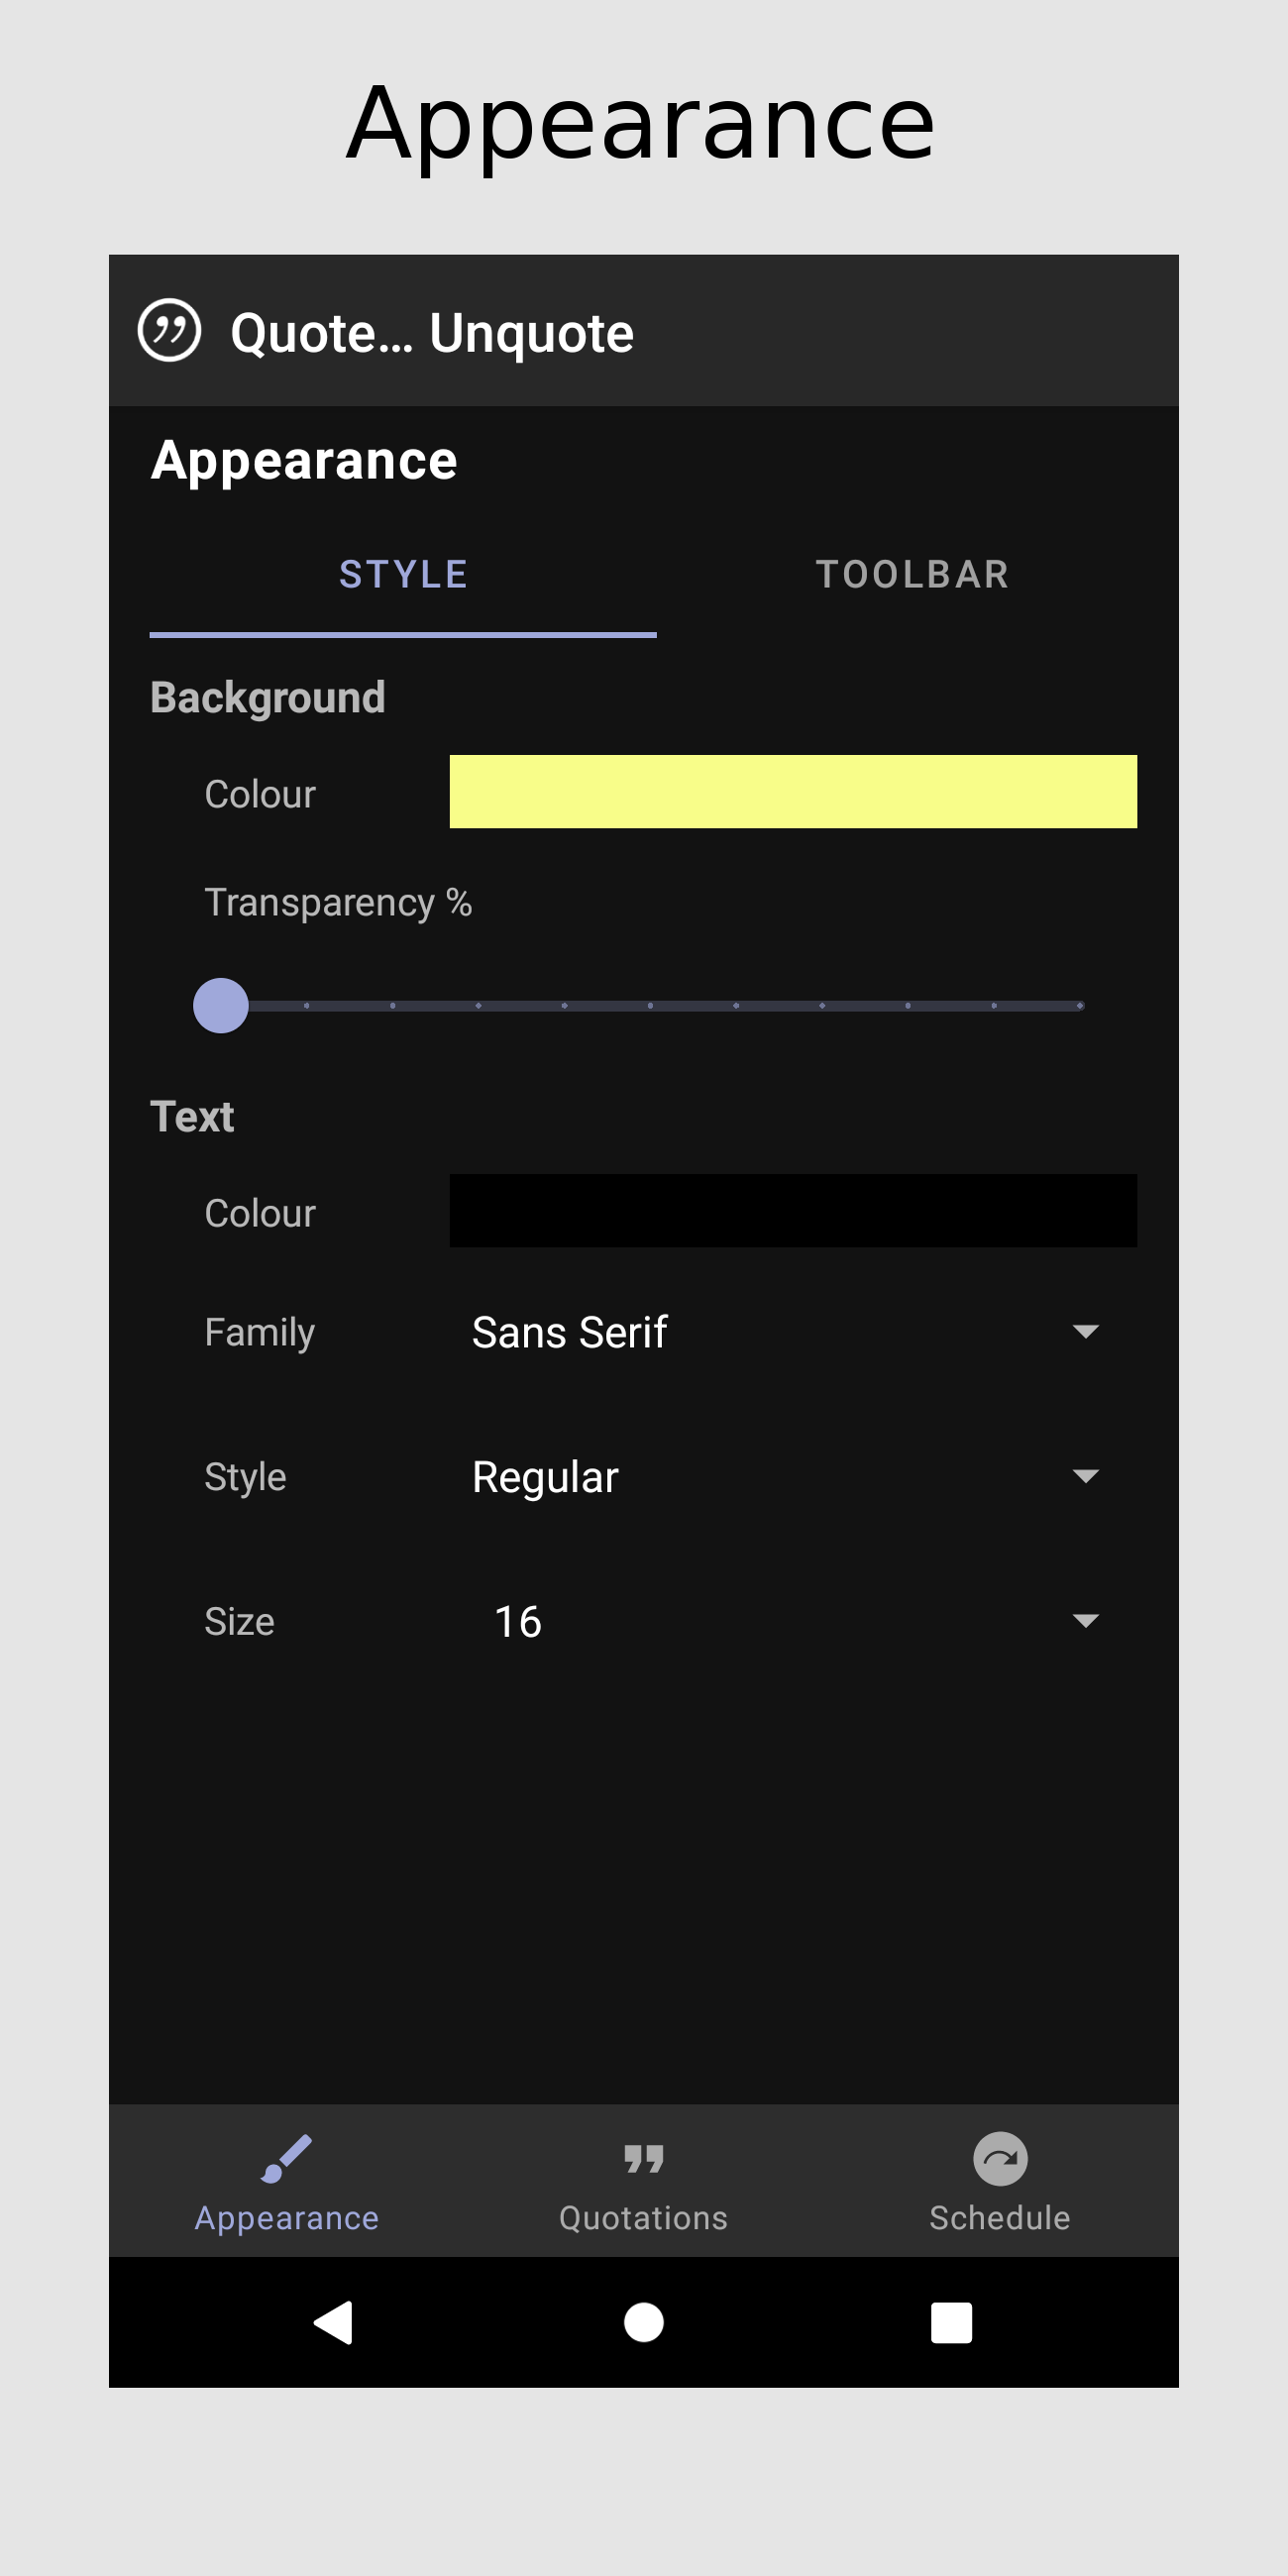 Appearance
Quote… Unquote
Appearance
STYLE TOOLBAR
Background
Colour
Transparency %
Text
Colour
Family Sans Serif
Style Regular
Size 16
Appearance Quotations Schedule